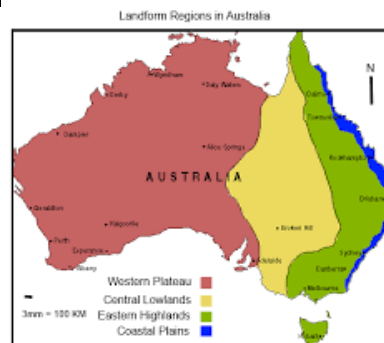 Landform Regions in Australia
Wyndham
Daly Waters
Derby
N
Cairns
Townsville
Dampier
Alice Springs
Rockhampton
AUSTRALIA
Brisbane
Geraldton
Kalgoorlie
Broken Hill
Perth
Esperance
Sydney
Adelaide
Canberra
Albany
Western Plateau
Melbourne
Central Lowlands
3mm = 100 KM
Eastern Highlands
Coastal Plains
Hobart